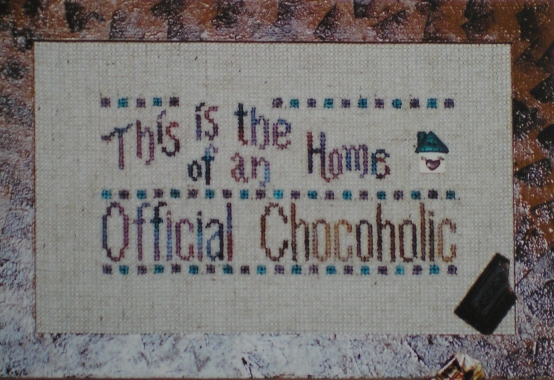 This is the Home
of an
Official Chocoholic